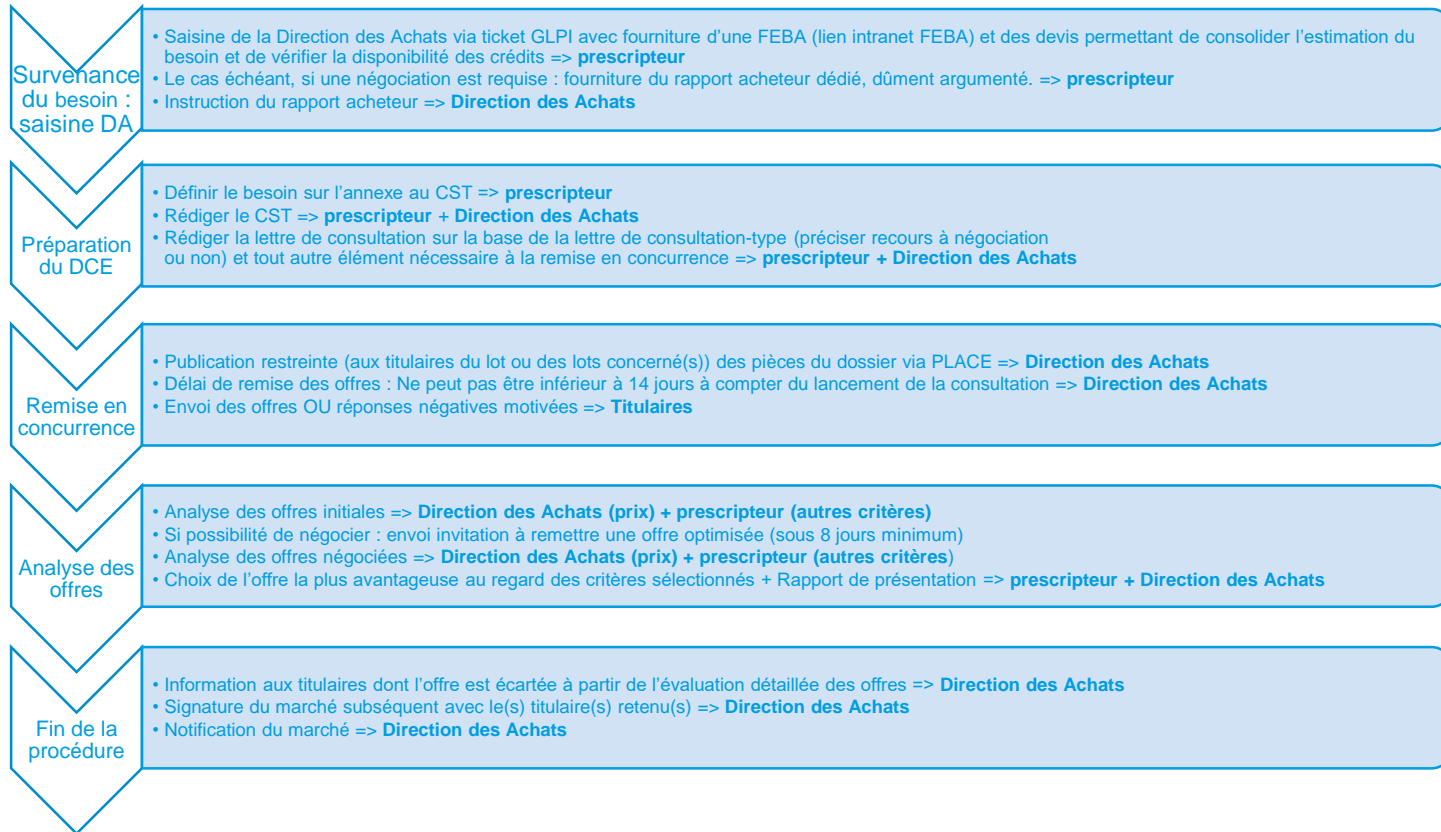 Survenance
du besoin :
saisine DA
• Saisine de la Direction des Achats via ticket GLPI avec fourniture d’une FEBA (lien intranet FEBA) et des devis permettant de consolider l’estimation du
besoin et de vérifier la disponibilité des crédits => prescripteur
• Le cas échéant, si une négociation est requise : fourniture du rapport acheteur dédié, dûment argumenté. => prescripteur
• Instruction du rapport acheteur => Direction des Achats
Préparation
du DCE
• Définir le besoin sur l’annexe au CST => prescripteur
• Rédiger le CST => prescripteur + Direction des Achats
• Rédiger la lettre de consultation sur la base de la lettre de consultation-type (préciser recours à négociation
ou non) et tout autre élément nécessaire à la remise en concurrence => prescripteur + Direction des Achats
Remise en
concurrence
• Publication restreinte (aux titulaires du lot ou des lots concerné(s)) des pièces du dossier via PLACE => Direction des Achats
• Délai de remise des offres : Ne peut pas être inférieur à 14 jours à compter du lancement de la consultation => Direction des Achats
• Envoi des offres OU réponses négatives motivées => Titulaires
Analyse des
offres
• Analyse des offres initiales => Direction des Achats (prix) + prescripteur (autres critères)
• Si possibilité de négocier : envoi invitation à remettre une offre optimisée (sous 8 jours minimum)
• Analyse des offres négociées => Direction des Achats (prix) + prescripteur (autres critères)
• Choix de l’offre la plus avantageuse au regard des critères sélectionnés + Rapport de présentation => prescripteur + Direction des Achats
Fin de la
procédure
• Information aux titulaires dont l’offre est écartée à partir de l’évaluation détaillée des offres => Direction des Achats
• Signature du marché subséquent avec le(s) titulaire(s) retenu(s) => Direction des Achats
• Notification du marché => Direction des Achats